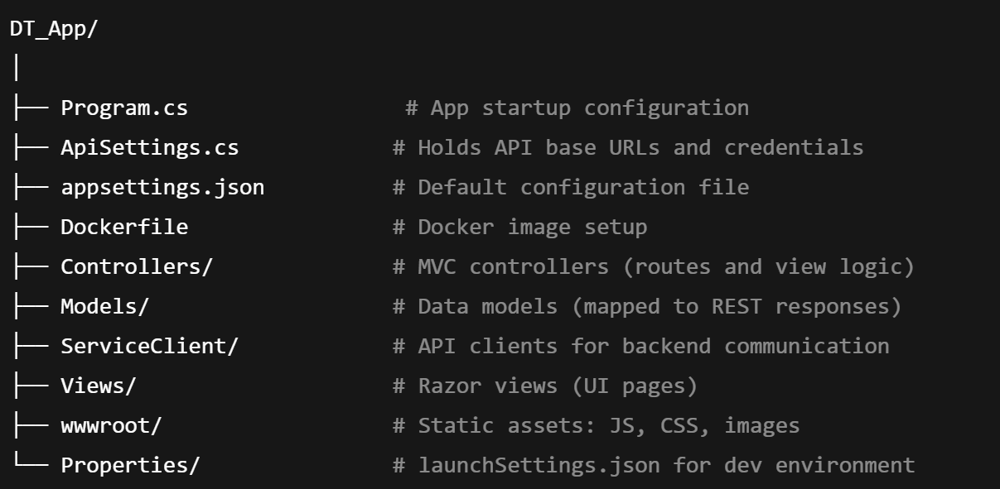 DT_App/
│
├── Program.cs                 # App startup configuration
├── ApiSettings.cs            # Holds API base URLs and credentials
├── appsettings.json          # Default configuration file
├── Dockerfile                # Docker image setup
├── Controllers/              # MVC controllers (routes and view logic)
├── Models/                   # Data models (mapped to REST responses)
├── ServiceClient/            # API clients for backend communication
├── Views/                    # Razor views (UI pages)
├── wwwroot/                  # Static assets: JS, CSS, images
└── Properties/               # launchSettings.json for dev environment